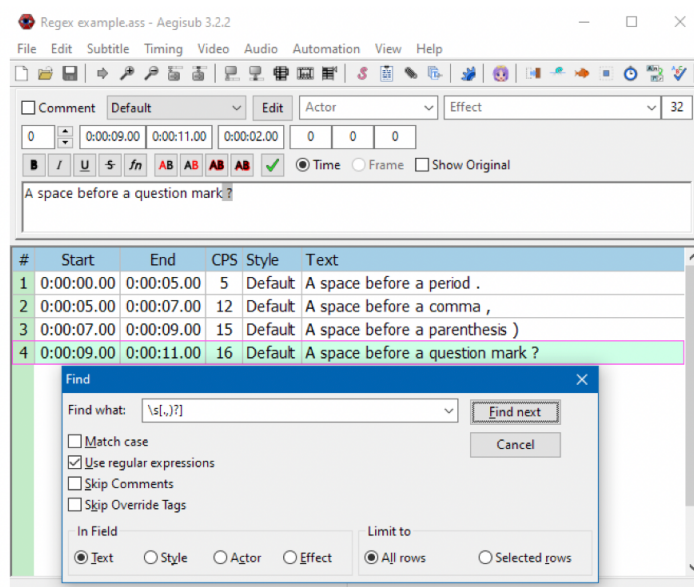 Regex example.ass - Aegisub 3.2.2
File Edit Subtitle Timing Video Audio Automation View Help
Comment Default Edit Actor Effect 32
0 0:00:09.00 0:00:11.00 0:00:02.00 0 0 0
B I U S fn AB AB AB AB Time Frame Show Original
A space before a question mark ?
# Start End CPS Style Text
1 0:00:00.00 0:00:05.00 5 Default A space before a period .
2 0:00:05.00 0:00:07.00 12 Default A space before a comma ,
3 0:00:07.00 0:00:09.00 15 Default A space before a parenthesis )
4 0:00:09.00 0:00:11.00 16 Default A space before a question mark ?
Find
Find what: \s[.,)?] Find next
Match case Cancel
Use regular expressions
Skip Comments
Skip Override Tags
In Field Limit to
Text Style Actor Effect All rows Selected rows